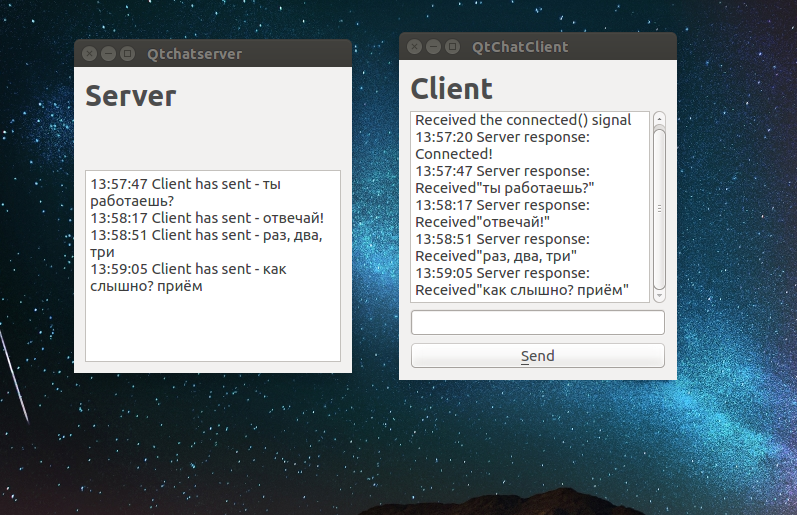 Qtchatserver
Server
13:57:47 Client has sent - ты
работаешь?
13:58:17 Client has sent - отвечай!
13:58:51 Client has sent - раз, два,
три
13:59:05 Client has sent - как
слышно? приём
QtChatClient
Client
Received the connected() signal
13:57:20 Server response:
Connected!
13:57:47 Server response:
Received"ты работаешь?"
13:58:17 Server response:
Received"отвечай!"
13:58:51 Server response:
Received"раз, два, три"
13:59:05 Server response:
Received"как слышно? приём"
Send